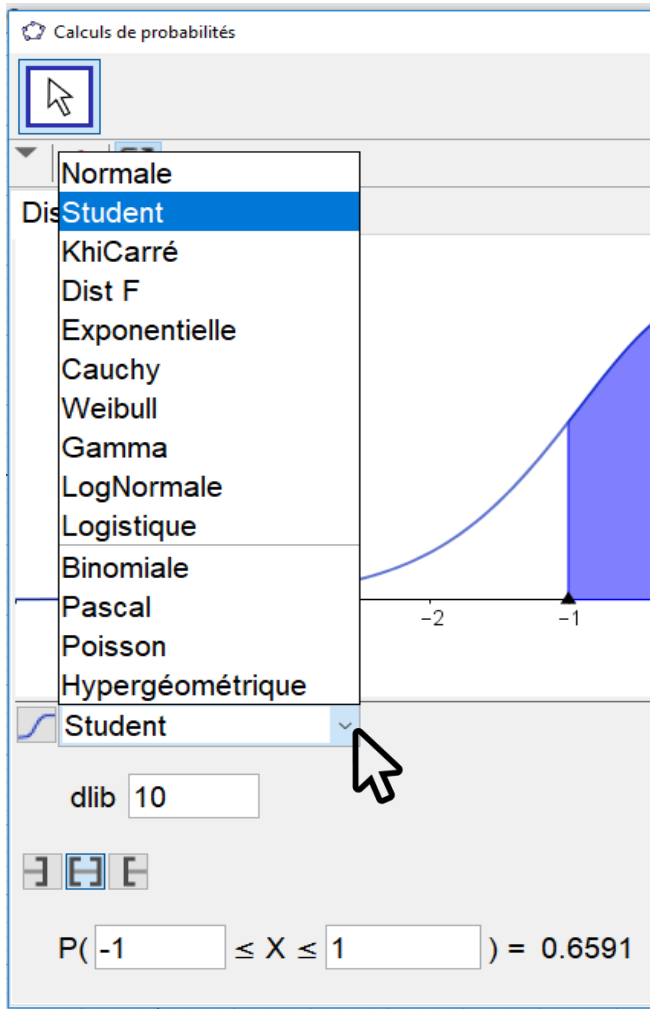 Calculs de probabilités
Dis
Normale
Student
KhiCarré
Dist F
Exponentielle
Cauchy
Weibull
Gamma
LogNormale
Logistique
Binomiale
Pascal
Poisson
Hypergéométrique
-2 -1
Student
dlib 10
P( -1 ≤ X ≤ 1 ) = 0.6591